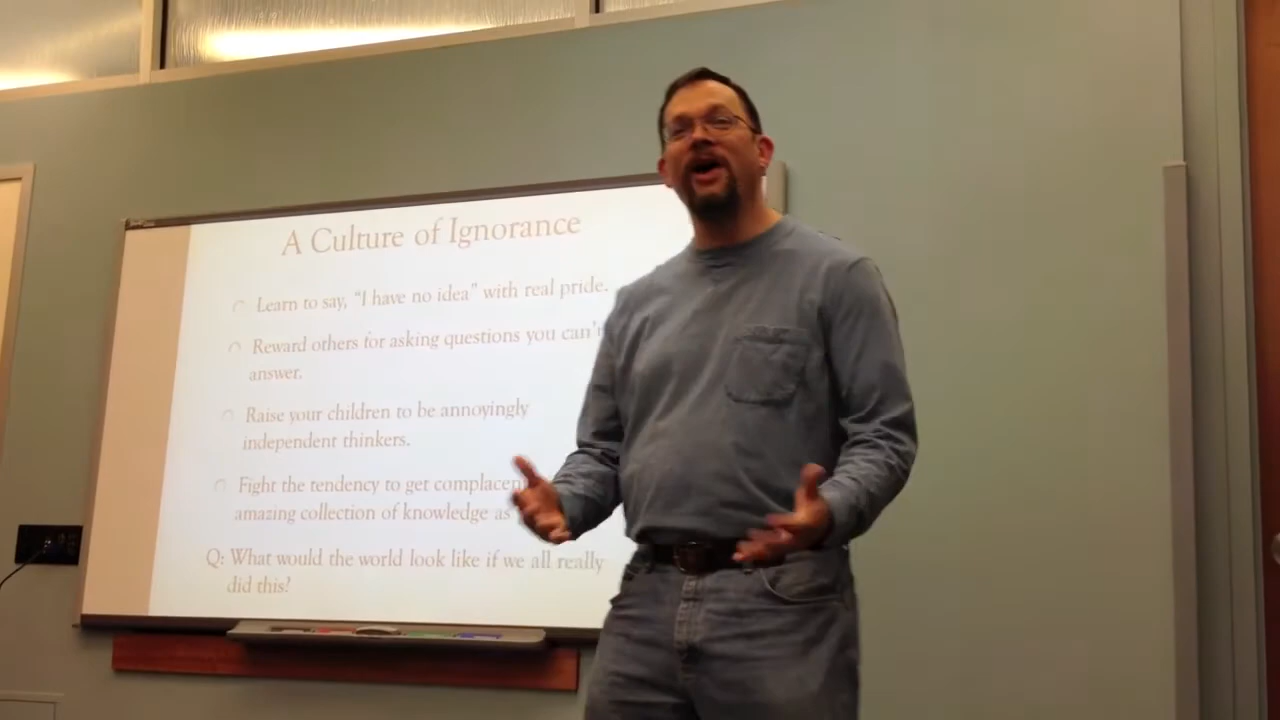 A Culture of Ignorance
Learn to say, "I have no idea" with real pride.
Reward others for asking questions you can't
answer.
Raise your children to be annoyingly
independent thinkers.
Fight the tendency to get complacent
amazing collection of knowledge as
Q: What would the world look like if we all really
did this?